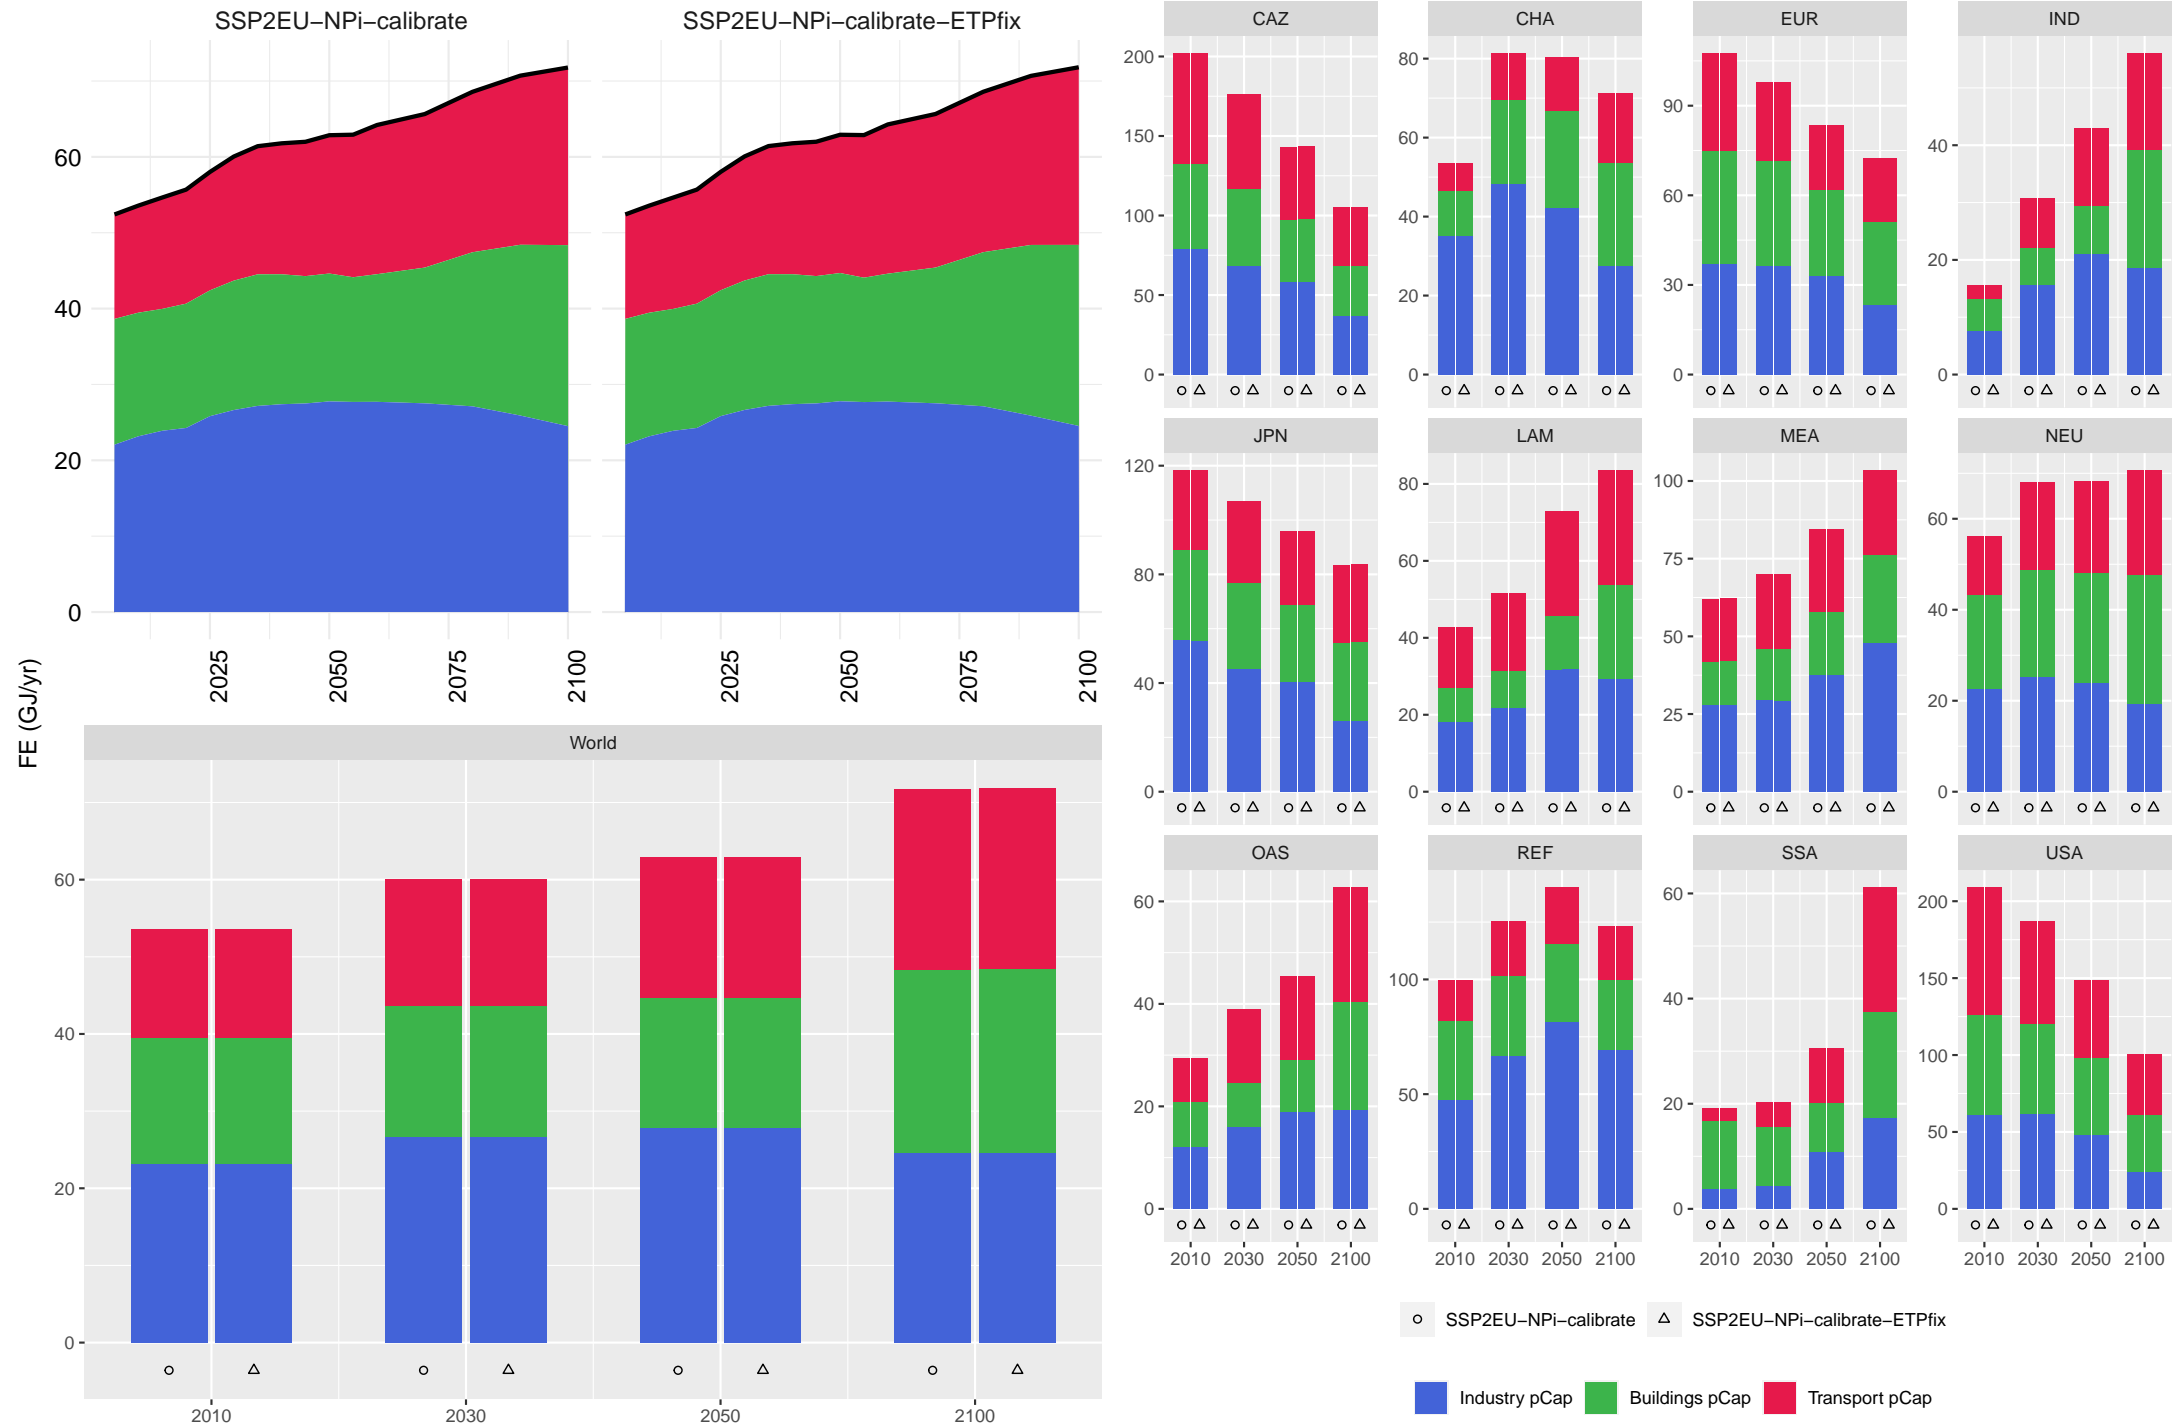 SSP2EU−NPi−calibrate
SSP2EU−NPi−calibrate−ETPfix
60
40
20
0
2025
2050
2075
2100
2025
2050
2075
2100
FE (GJ/yr)
World
60
40
20
0
2010
2030
2050
2100
CAZ
200
150
100
50
0
CHA
80
60
40
20
0
EUR
90
60
30
0
IND
40
20
0
JPN
120
80
40
0
LAM
80
60
40
20
0
MEA
100
75
50
25
0
NEU
60
40
20
0
OAS
60
40
20
0
2010 2030 2050 2100
REF
100
50
0
2010 2030 2050 2100
SSA
60
40
20
0
2010 2030 2050 2100
USA
200
150
100
50
0
2010 2030 2050 2100
SSP2EU−NPi−calibrate
SSP2EU−NPi−calibrate−ETPfix
Industry pCap
Buildings pCap
Transport pCap